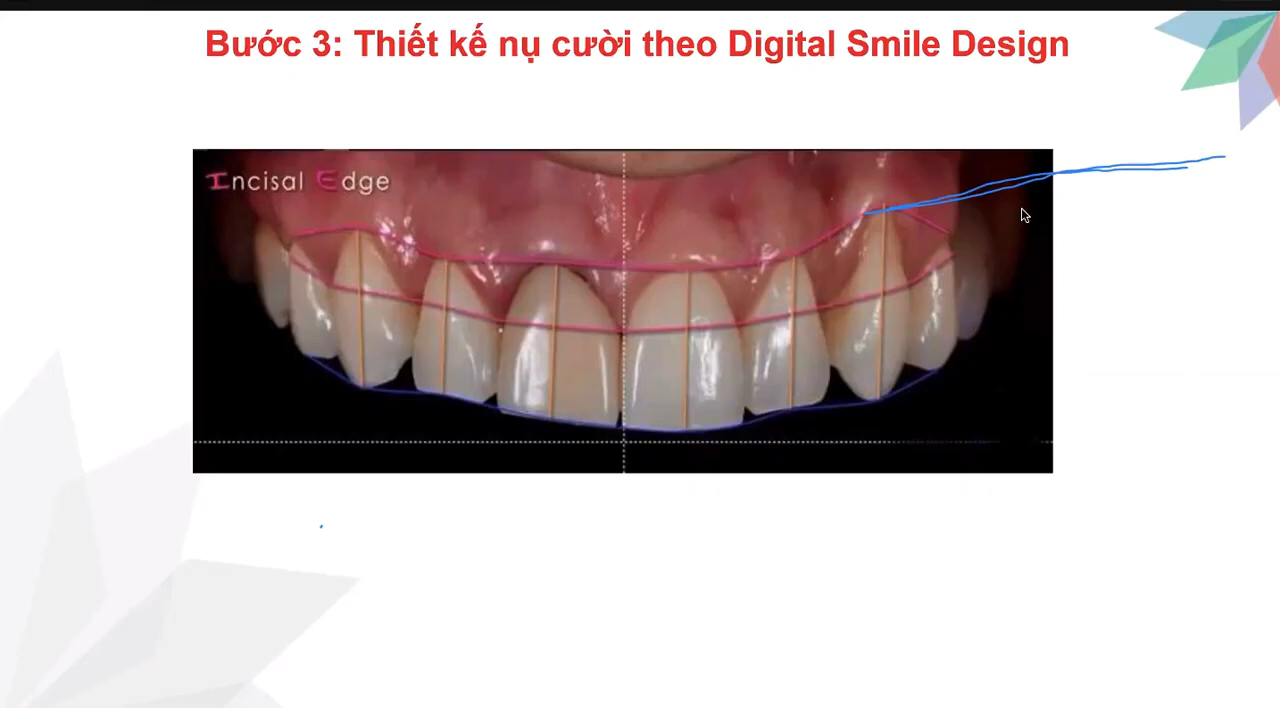 Bước 3: Thiết kế nụ cười theo Digital Smile Design
Incisal Edge